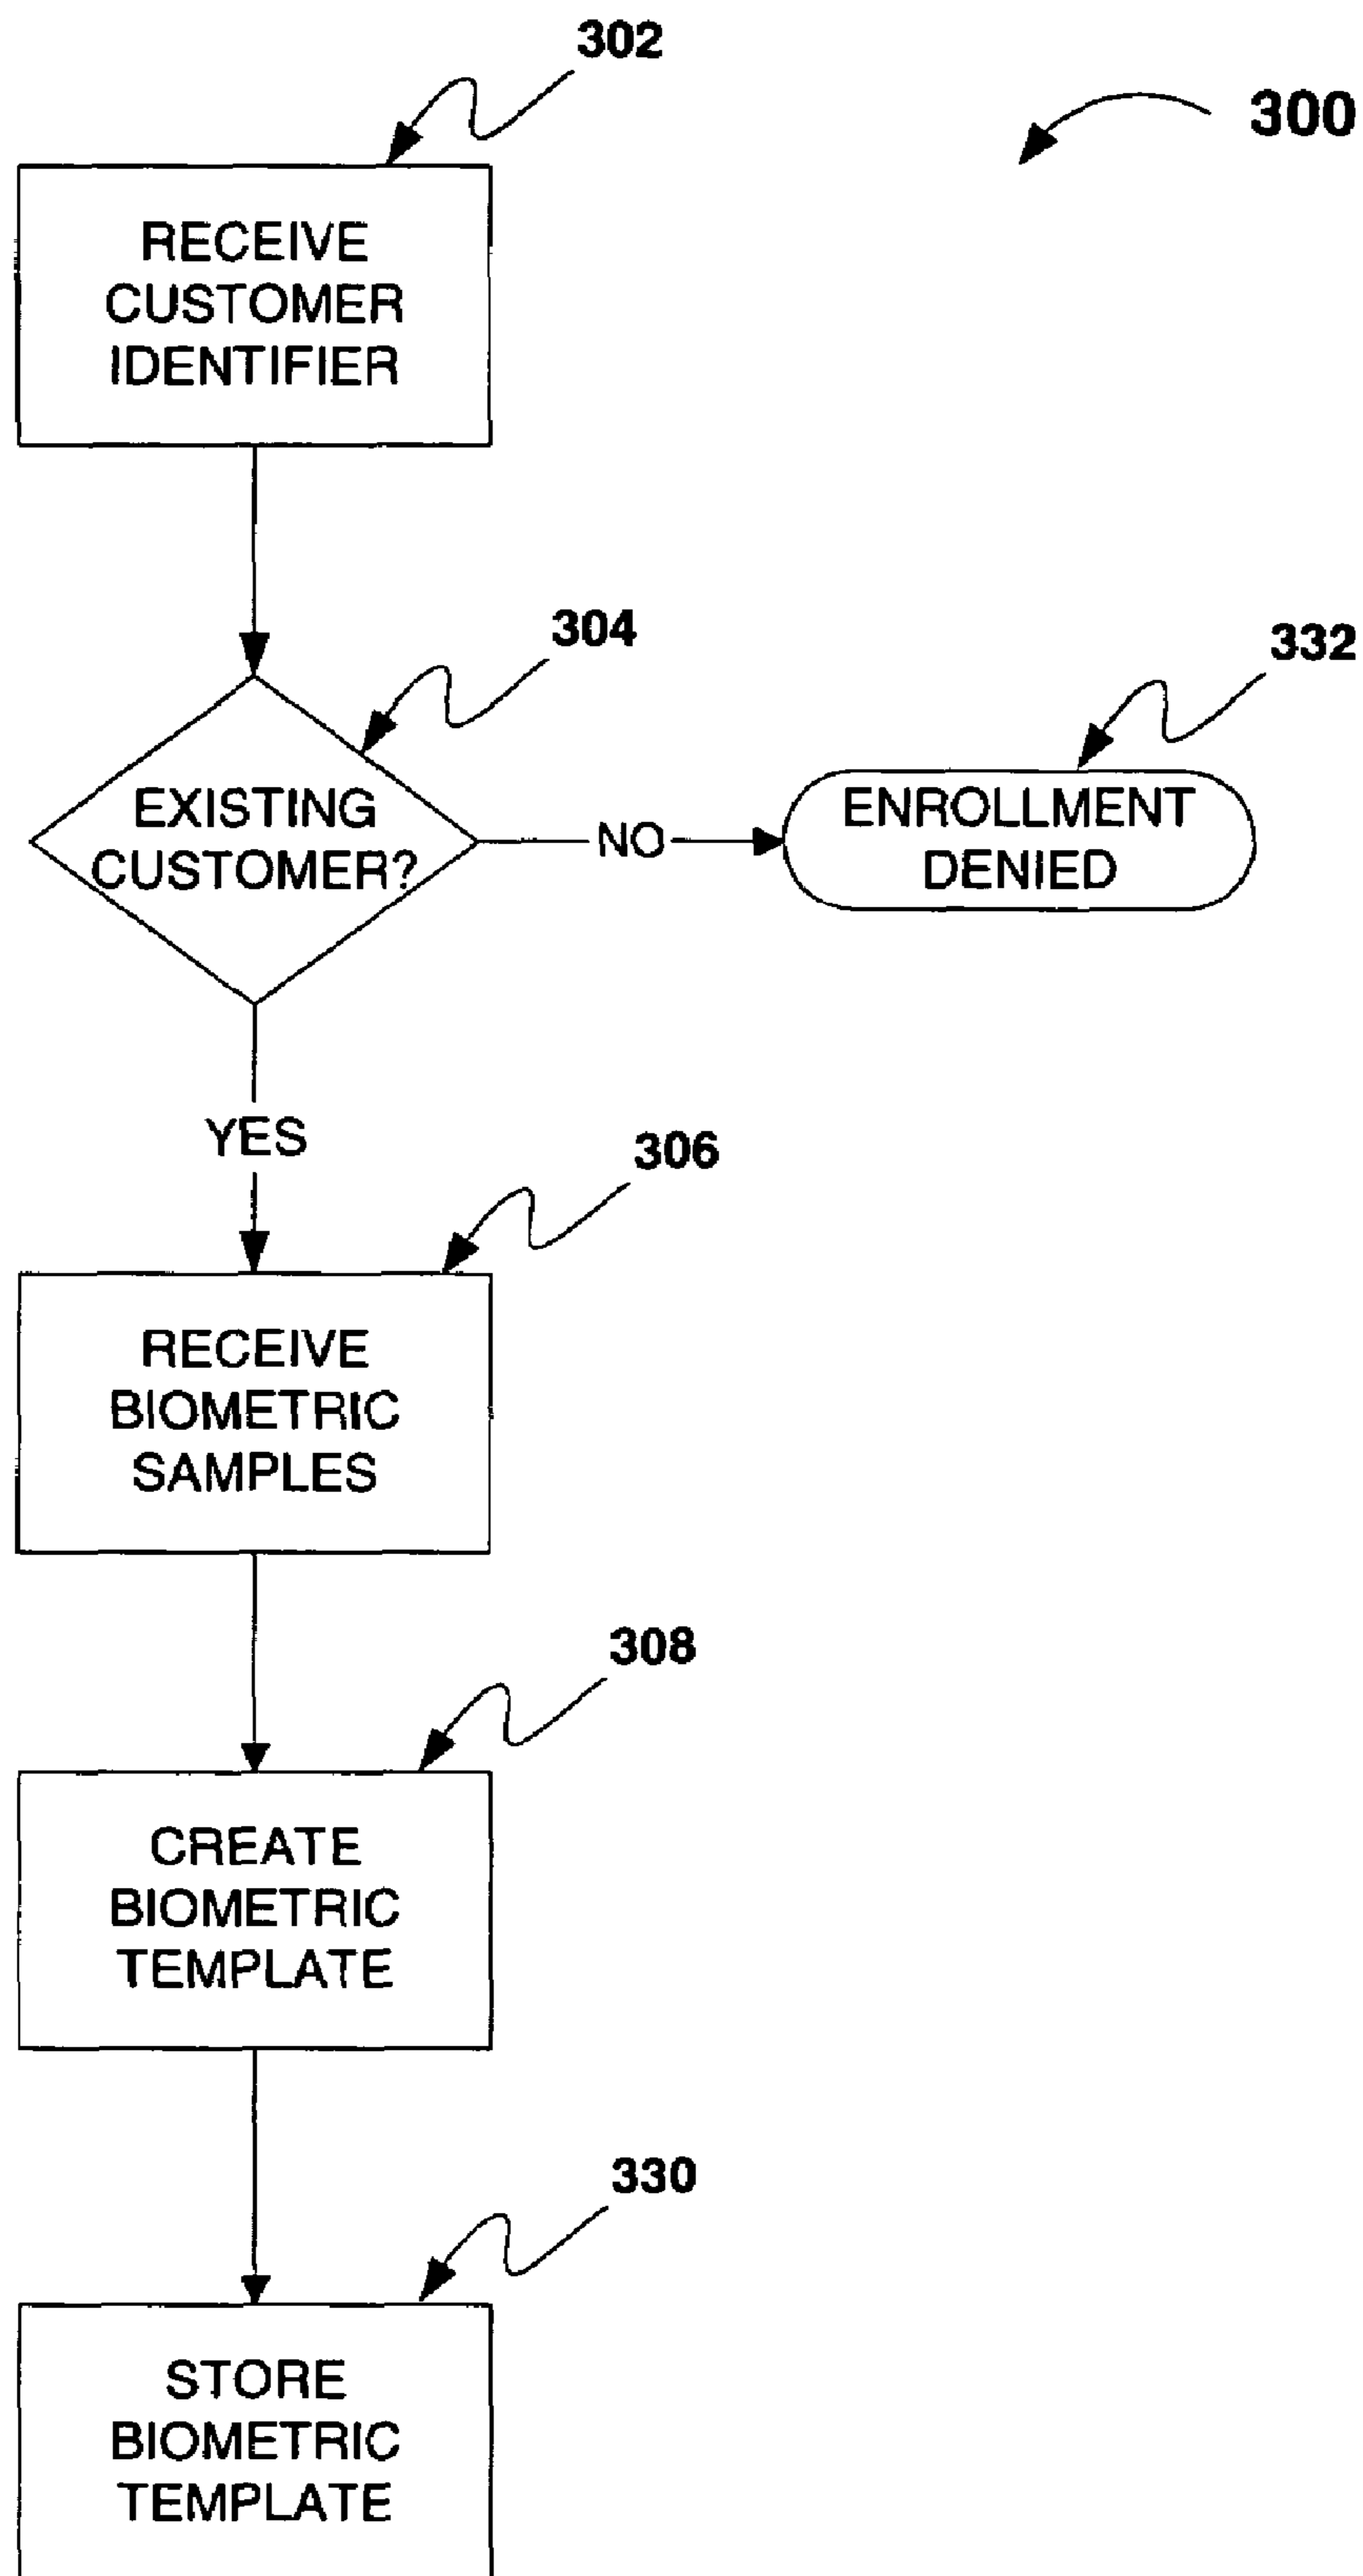 302
300
RECEIVE
CUSTOMER
IDENTIFIER
304
332
EXISTING
CUSTOMER?
NO
ENROLLMENT
DENIED
YES
306
RECEIVE
BIOMETRIC
SAMPLES
308
CREATE
BIOMETRIC
TEMPLATE
330
STORE
BIOMETRIC
TEMPLATE